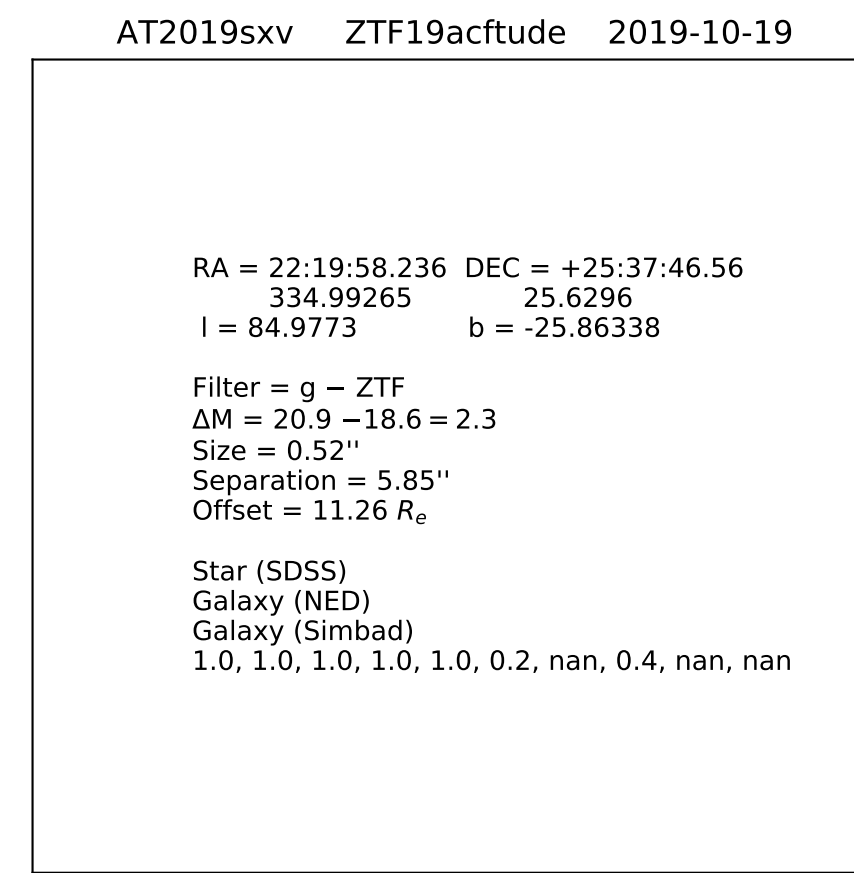 AT2019sxv ZTF19acftude 2019-10-19
RA = 22:19:58.236 DEC = +25:37:46.56
334.99265 25.6296
l = 84.9773 b = -25.86338
Filter = g − ZTF
ΔM = 20.9 −18.6 = 2.3
Size = 0.52''
Separation = 5.85''
Offset = 11.26 Re
Star (SDSS)
Galaxy (NED)
Galaxy (Simbad)
1.0, 1.0, 1.0, 1.0, 1.0, 0.2, nan, 0.4, nan, nan